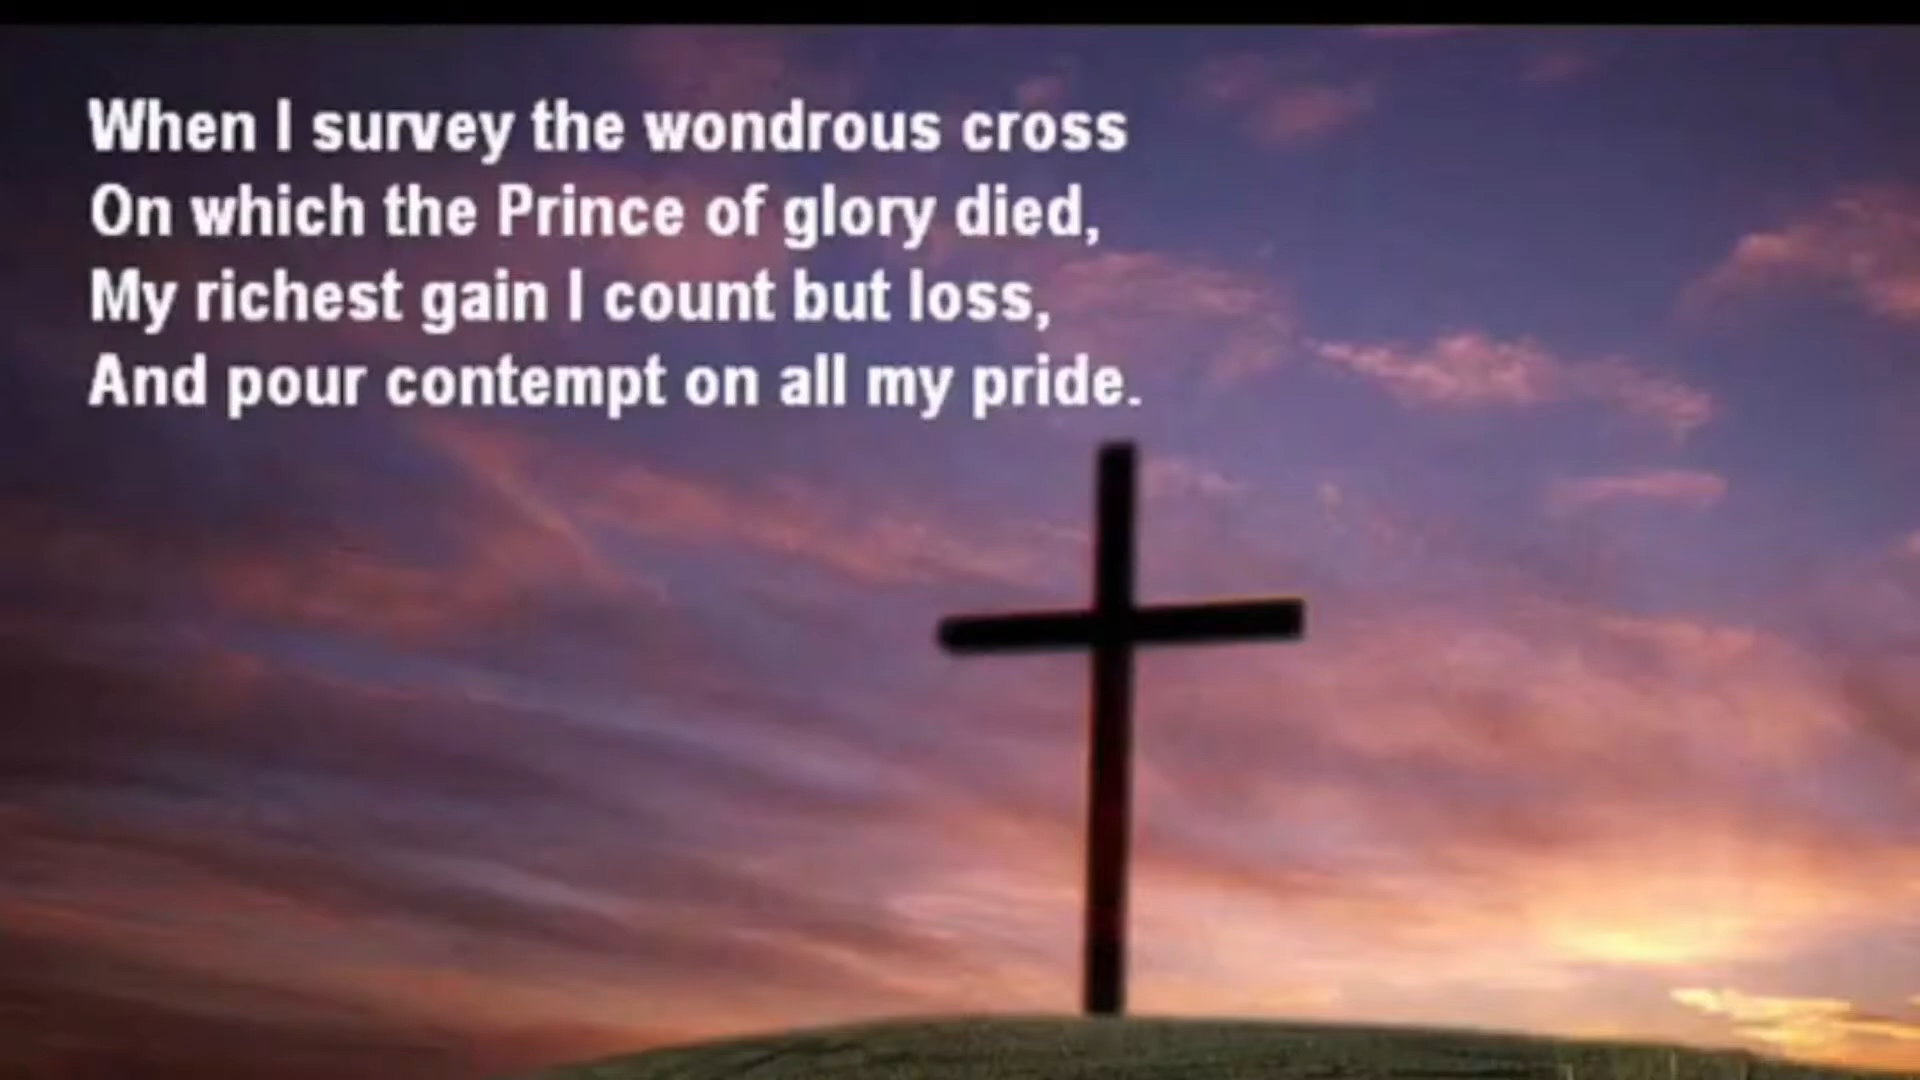 When I survey the wondrous cross
On which the Prince of glory died,
My richest gain I count but loss,
And pour contempt on all my pride.